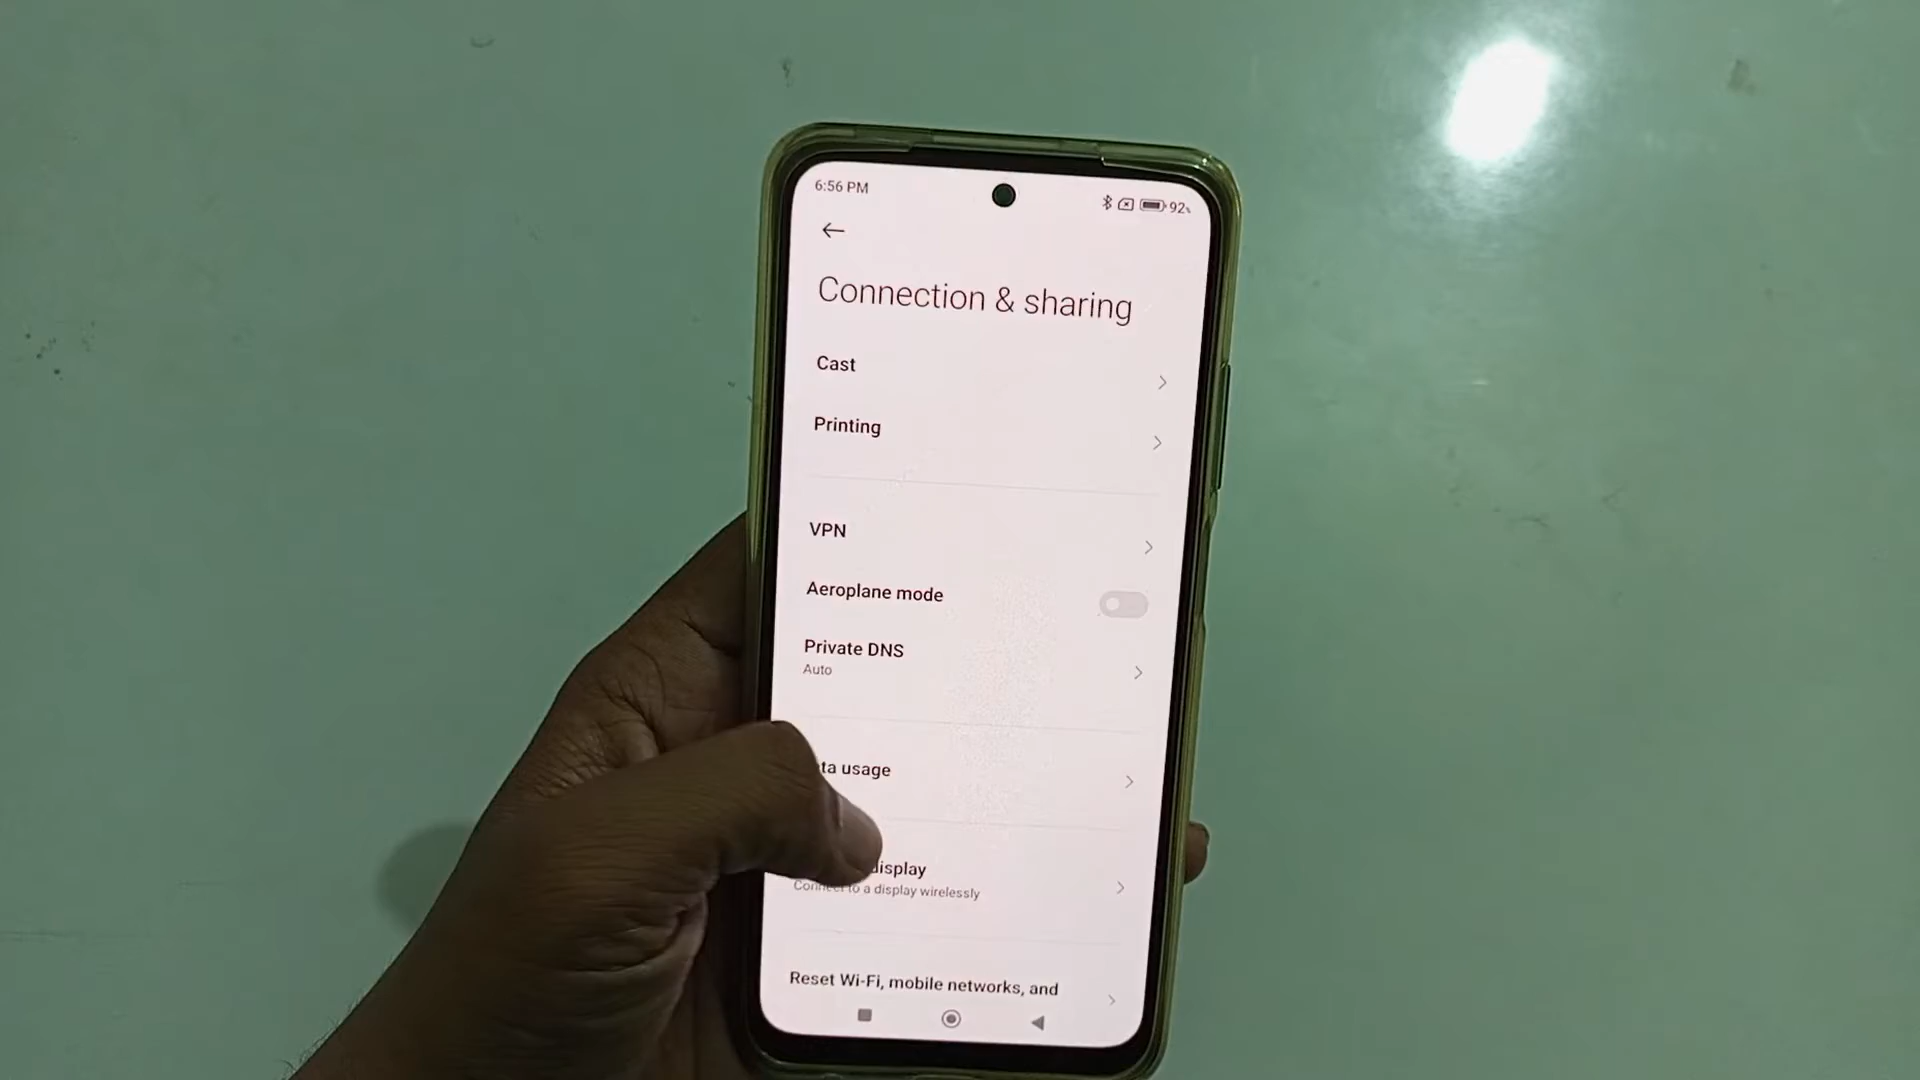 6:56 PM
92%
Connection & sharing
Cast
Printing
VPN
Aeroplane mode
Private DNS
Auto
ta usage
display
Connect to a display wirelessly
Reset Wi-Fi, mobile networks, and